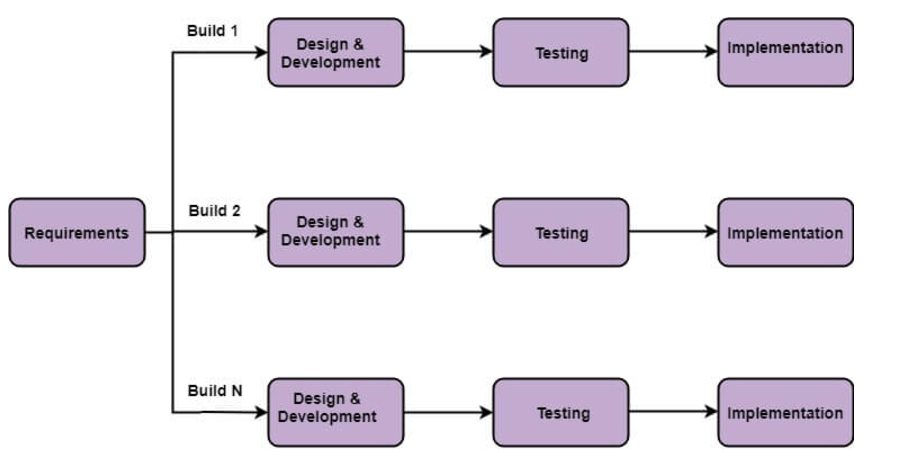 Build 1
Design &
Development
Testing
Implementation
Requirements
Build 2
Design &
Development
Testing
Implementation
Build N
Design &
Development
Testing
Implementation